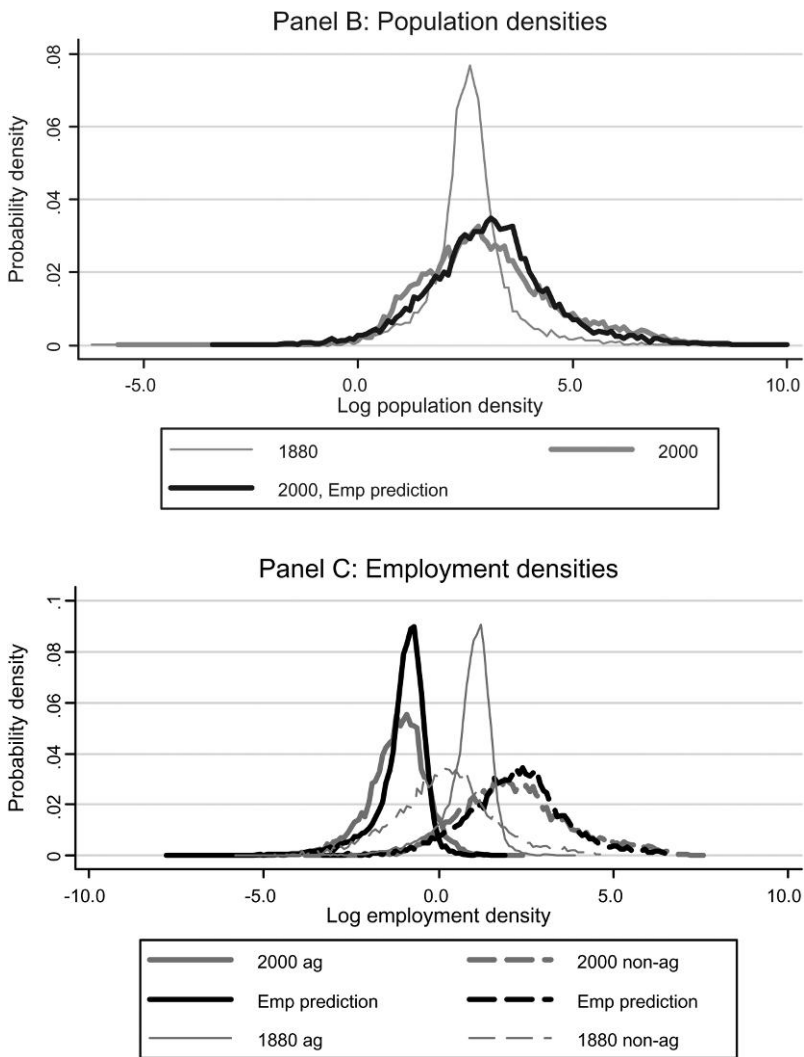 Panel B: Population densities
Probability density
.08
.06
.04
.02
0
-5.0 0.0 5.0 10.0
Log population density
1880 2000
2000, Emp prediction
Panel C: Employment densities
Probability density
.1
.08
.06
.04
.02
0
-10.0 -5.0 0.0 5.0 10.0
Log employment density
2000 ag 2000 non-ag
Emp prediction Emp prediction
1880 ag 1880 non-ag